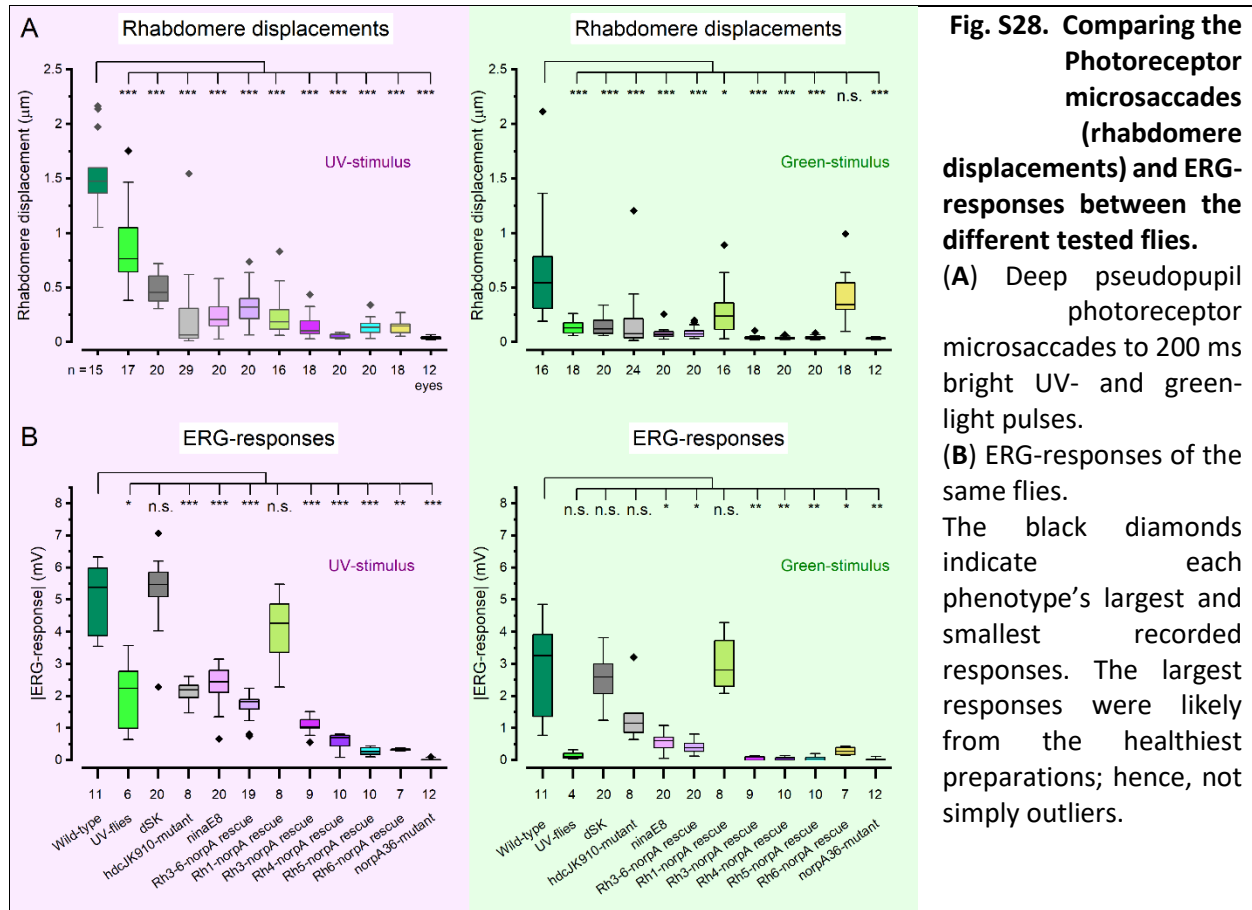 A
Rhabdomere displacements
2.5
2
1.5
1
0.5
0
Rhabdomere displacement (μm)
*** *** *** *** *** *** *** *** *** *** ***
UV-stimulus
n = 15 17 20 29 20 20 16 18 20 20 18 12
eyes
Rhabdomere displacements
2.5
2
1.5
1
0.5
0
Rhabdomere displacement (μm)
*** *** *** *** *** * *** *** *** n.s. ***
Green-stimulus
16 18 20 24 20 20 16 18 20 20 18 12
B
ERG-responses
8
7
6
5
4
3
2
1
0
|ERG-response| (mV)
* n.s. *** *** *** n.s. *** *** *** ** ***
UV-stimulus
11 6 20 8 20 19 8 9 10 10 7 12
Wild-type
UV-flies
dSK
hdcJK910-mutant
ninaE8
Rh3-6-norpA rescue
Rh1-norpA rescue
Rh3-norpA rescue
Rh4-norpA rescue
Rh5-norpA rescue
Rh6-norpA rescue
norpA36-mutant
ERG-responses
8
7
6
5
4
3
2
1
0
|ERG-response| (mV)
n.s. n.s. n.s. * * n.s. ** ** ** * **
Green-stimulus
11 4 20 8 20 20 8 9 10 10 7 12
Wild-type
UV-flies
dSK
hdcJK910-mutant
ninaE8
Rh3-6-norpA rescue
Rh1-norpA rescue
Rh3-norpA rescue
Rh4-norpA rescue
Rh5-norpA rescue
Rh6-norpA rescue
norpA36-mutant
Fig. S28. Comparing the
Photoreceptor
microsaccades
(rhabdomere
displacements) and ERG-
responses between the
different tested flies.
(A) Deep pseudopupil
photoreceptor
microsaccades to 200 ms
bright UV- and green-
light pulses.
(B) ERG-responses of the
same flies.
The black diamonds
indicate each
phenotype’s largest and
smallest recorded
responses. The largest
responses were likely
from the healthiest
preparations; hence, not
simply outliers.